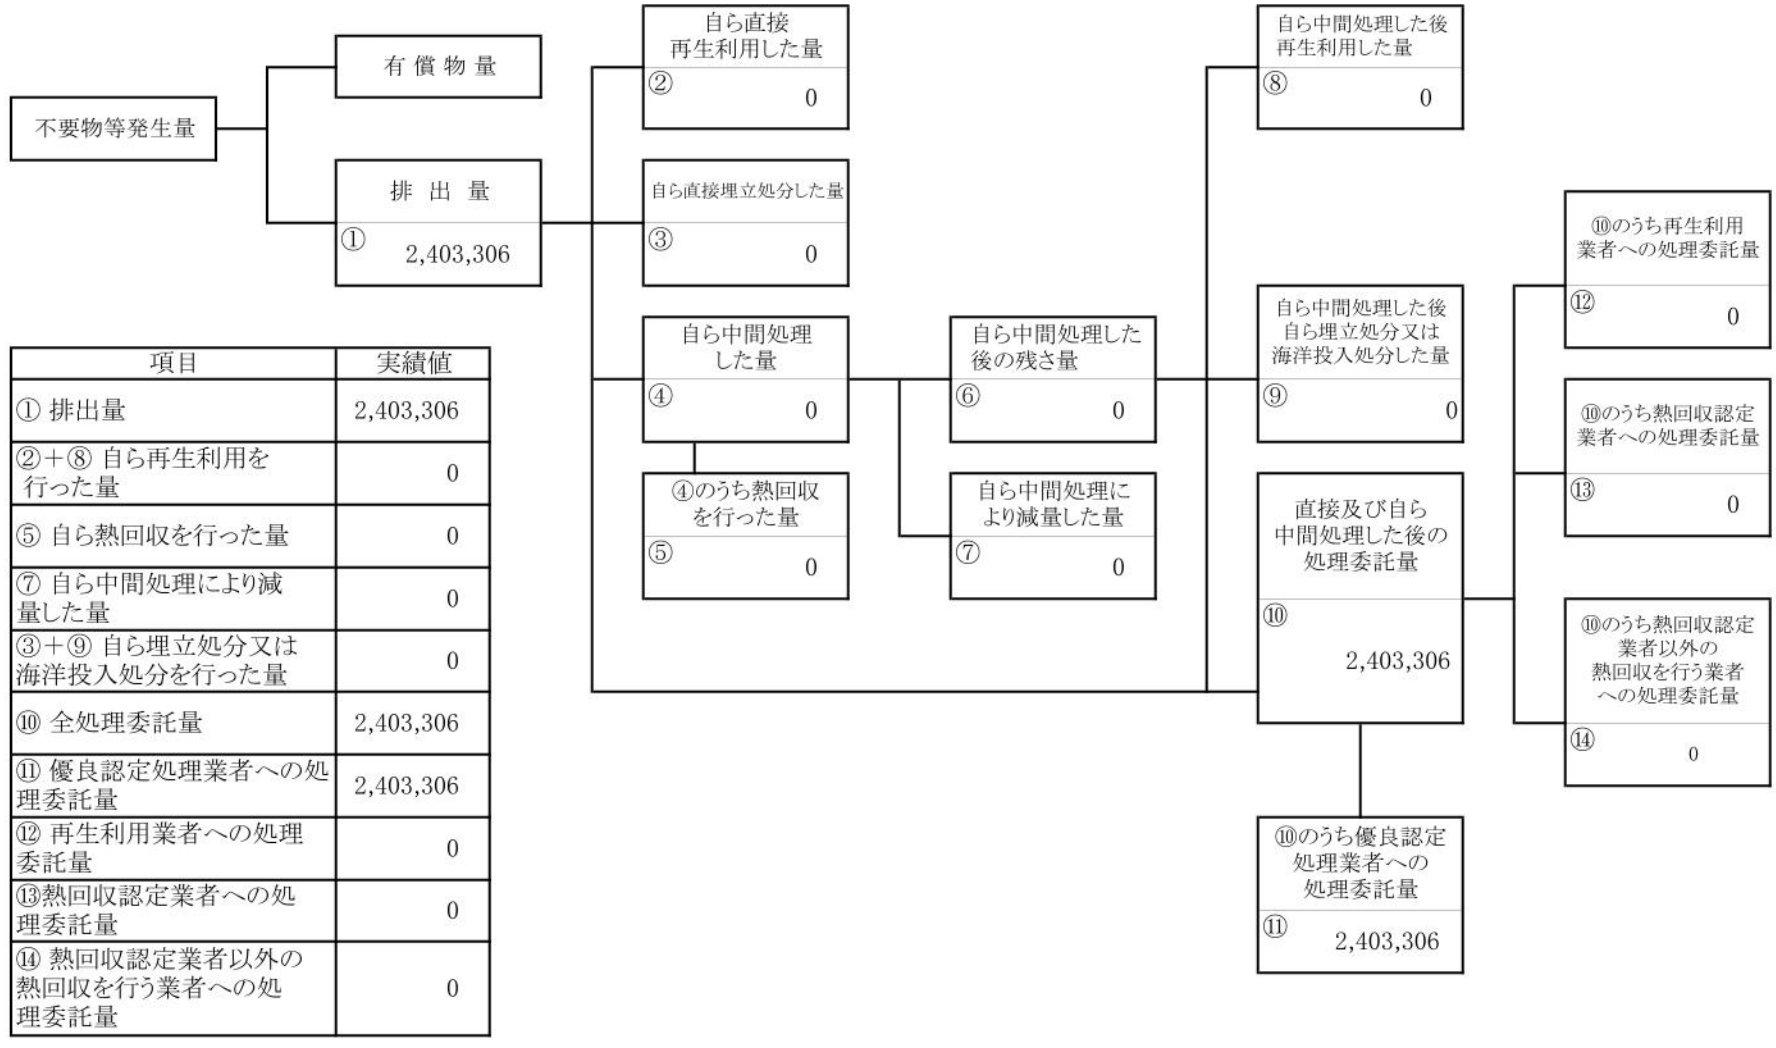 不要物等発生量
有償物量
排出量
①
2,403,306
自ら直接
再生利用した量
②
0
自ら直接埋立処分した量
③
0
自ら中間処理
した量
④
0
④のうち熱回収
を行った量
⑤
0
自ら中間処理した
後の残さ量
⑥
0
自ら中間処理に
より減量した量
⑦
0
自ら中間処理した後
再生利用した量
⑧
0
自ら中間処理した後
自ら埋立処分又は
海洋投入処分した量
⑨
0
直接及び自ら
中間処理した後の
処理委託量
⑩
2,403,306
⑩のうち優良認定
処理業者への
処理委託量
⑪
2,403,306
⑩のうち再生利用
業者への処理委託量
⑫
0
⑩のうち熱回収認定
業者への処理委託量
⑬
0
⑩のうち熱回収認定
業者以外の
熱回収を行う業者
への処理委託量
⑭
0
項目 実績値
① 排出量 2,403,306
②+⑧ 自ら再生利用を
行った量
0
⑤ 自ら熱回収を行った量 0
⑦ 自ら中間処理により減
量した量
0
③+⑨ 自ら埋立処分又は
海洋投入処分を行った量
0
⑩ 全処理委託量 2,403,306
⑪ 優良認定処理業者への処
理委託量
2,403,306
⑫ 再生利用業者への処理
委託量
0
⑬熱回収認定業者への処
理委託量
0
⑭ 熱回収認定業者以外の
熱回収を行う業者への処
理委託量
0